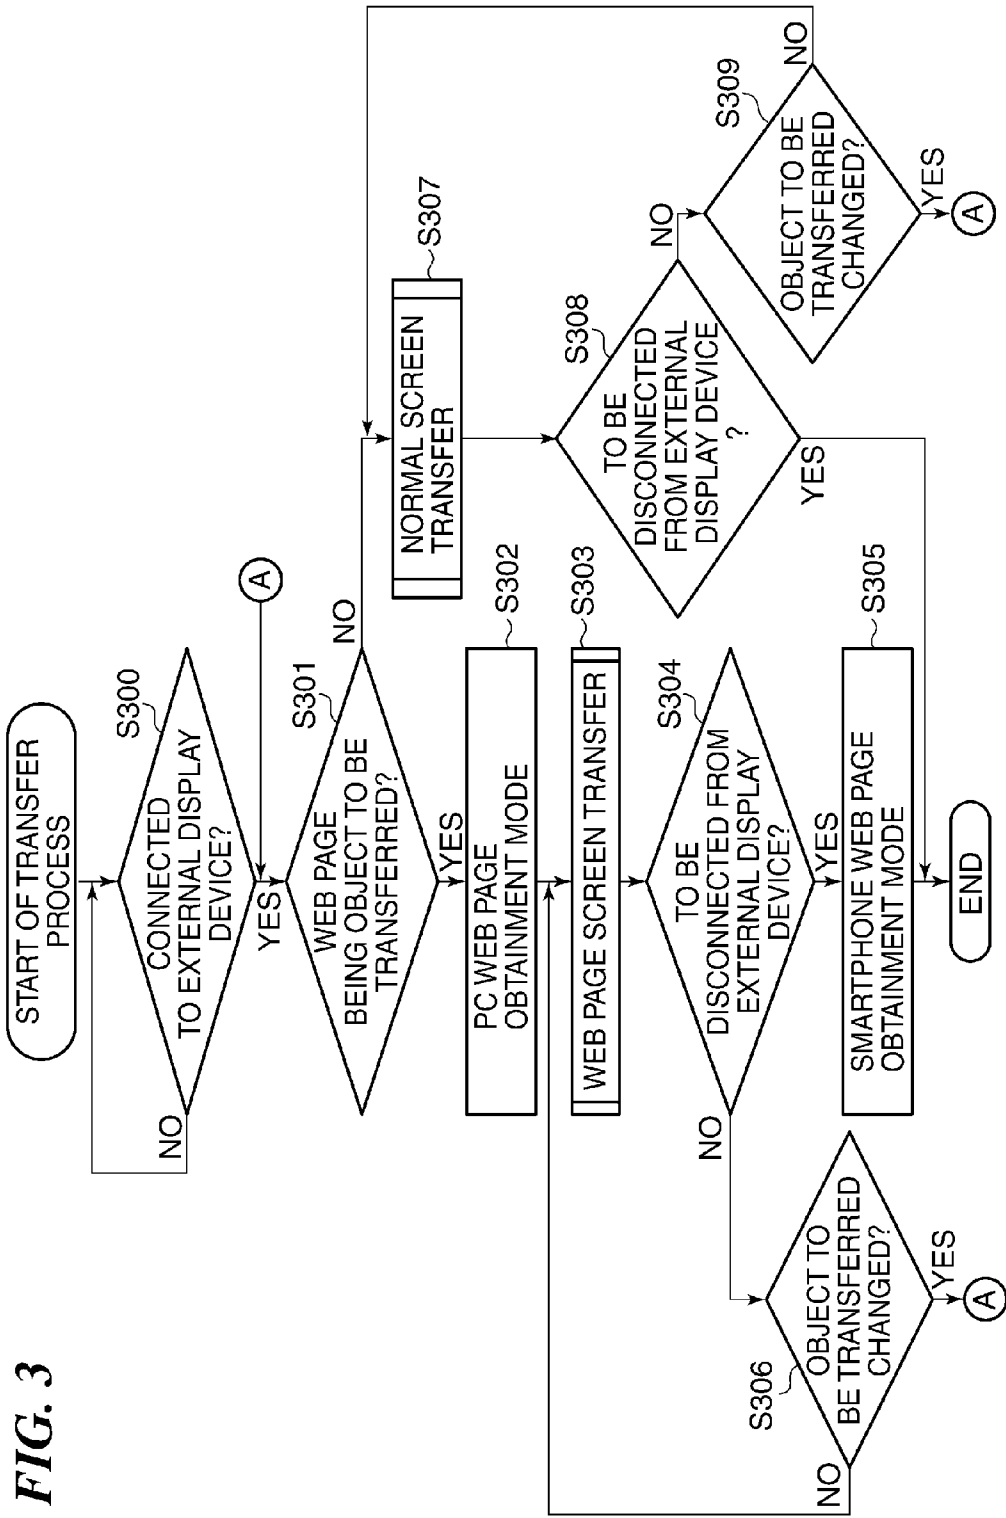 FIG. 3
START OF TRANSFER
PROCESS
S300
CONNECTED
TO EXTERNAL DISPLAY
DEVICE?
NO
YES
A
S301
WEB PAGE
BEING OBJECT TO BE
TRANSFERRED?
NO
YES
S302
PC WEB PAGE
OBTAINMENT MODE
S303
WEB PAGE SCREEN TRANSFER
S304
TO BE
DISCONNECTED FROM
EXTERNAL DISPLAY
DEVICE?
NO
YES
S305
SMARTPHONE WEB PAGE
OBTAINMENT MODE
END
S306
OBJECT TO
BE TRANSFERRED
CHANGED?
NO
YES
A
S307
NORMAL SCREEN
TRANSFER
S308
TO BE
DISCONNECTED
FROM EXTERNAL
DISPLAY DEVICE
?
NO
YES
S309
OBJECT TO BE
TRANSFERRED
CHANGED?
NO
YES
A